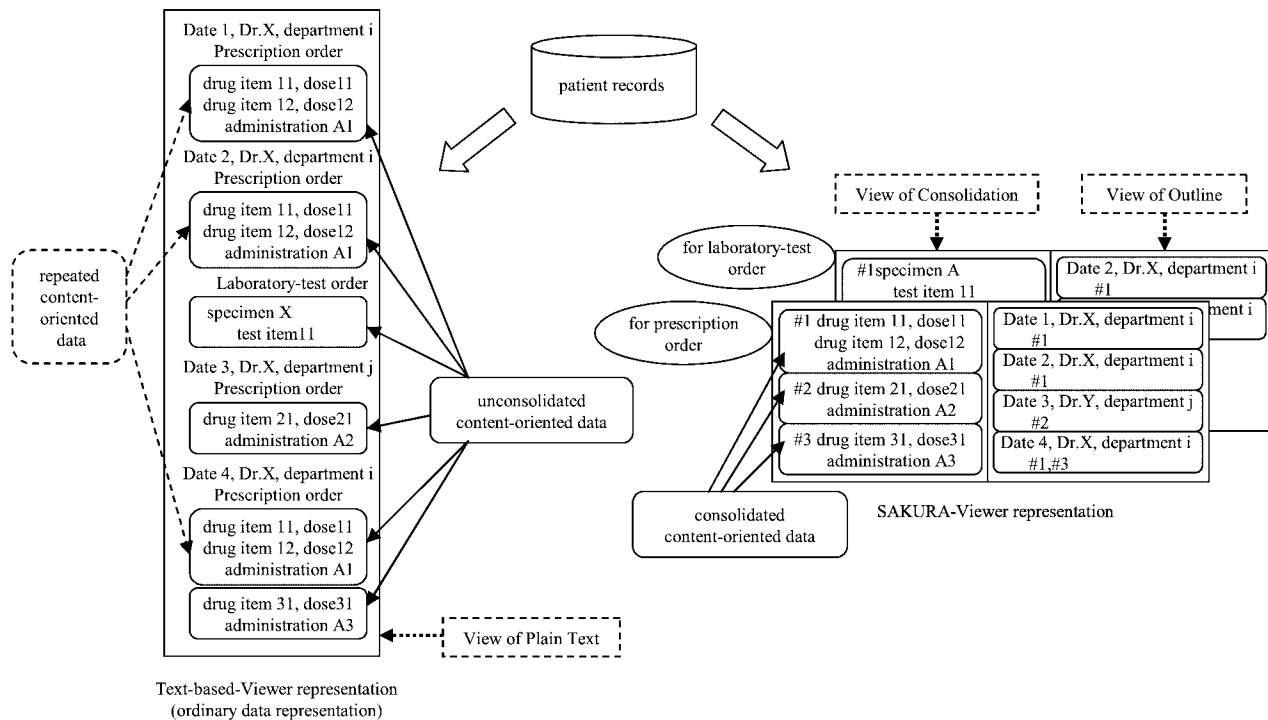 Date 1, Dr.X, department i
Prescription order
drug item 11, dose11
drug item 12, dose12
administration A1
Date 2, Dr.X, department i
Prescription order
drug item 11, dose11
drug item 12, dose12
administration A1
Laboratory-test order
specimen X
test item11
Date 3, Dr.X, department j
Prescription order
drug item 21, dose21
administration A2
Date 4, Dr.X, department i
Prescription order
drug item 11, dose11
drug item 12, dose12
administration A1
drug item 31, dose31
administration A3
Text-based-Viewer representation
(ordinary data representation)
repeated
content-
oriented
data
unconsolidated
content-oriented data
View of Plain Text
patient records
View of Consolidation
View of Outline
for laboratory-test
order
#1specimen A
test item 11
Date 2, Dr.X, department i
#1
ment i
for prescription
order
#1 drug item 11, dose11
drug item 12, dose12
administration A1
#2 drug item 21, dose21
administration A2
#3 drug item 31, dose31
administration A3
Date 1, Dr.X, department i
#1
Date 2, Dr.X, department i
#1
Date 3, Dr.Y, department j
#2
Date 4, Dr.X, department i
#1,#3
consolidated
content-oriented data
SAKURA-Viewer representation